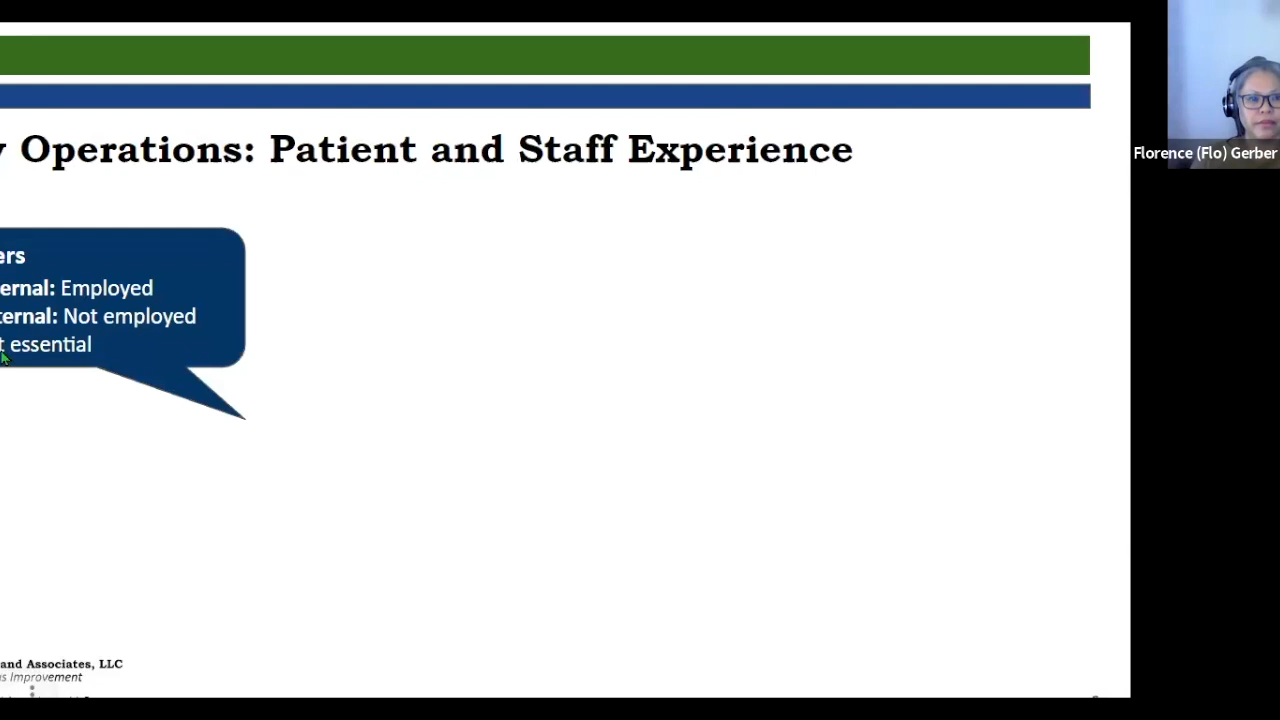 Operations: Patient and Staff Experience
Florence (Flo) Gerber
ers
ernal: Employed
ternal: Not employed
t essential
and Associates, LLC
us Improvement